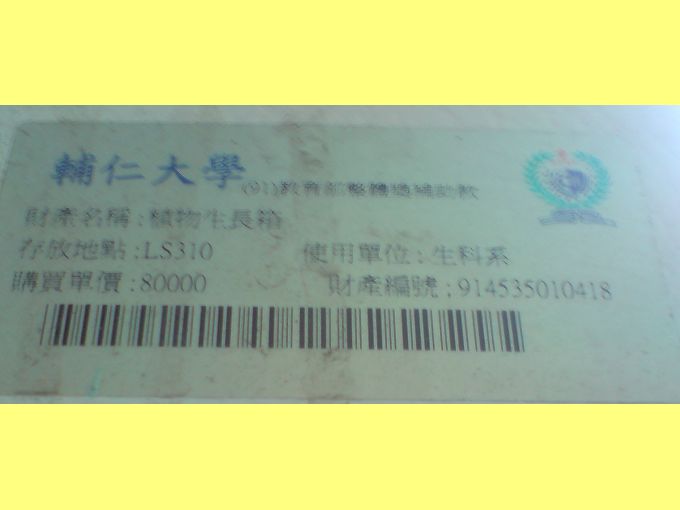 輔仁大學 (91)教育部整體過補助款
財產名稱:植物生長箱
存放地點:LS310 使用單位:生科系
購買單價:80000 財產編號:914535010418